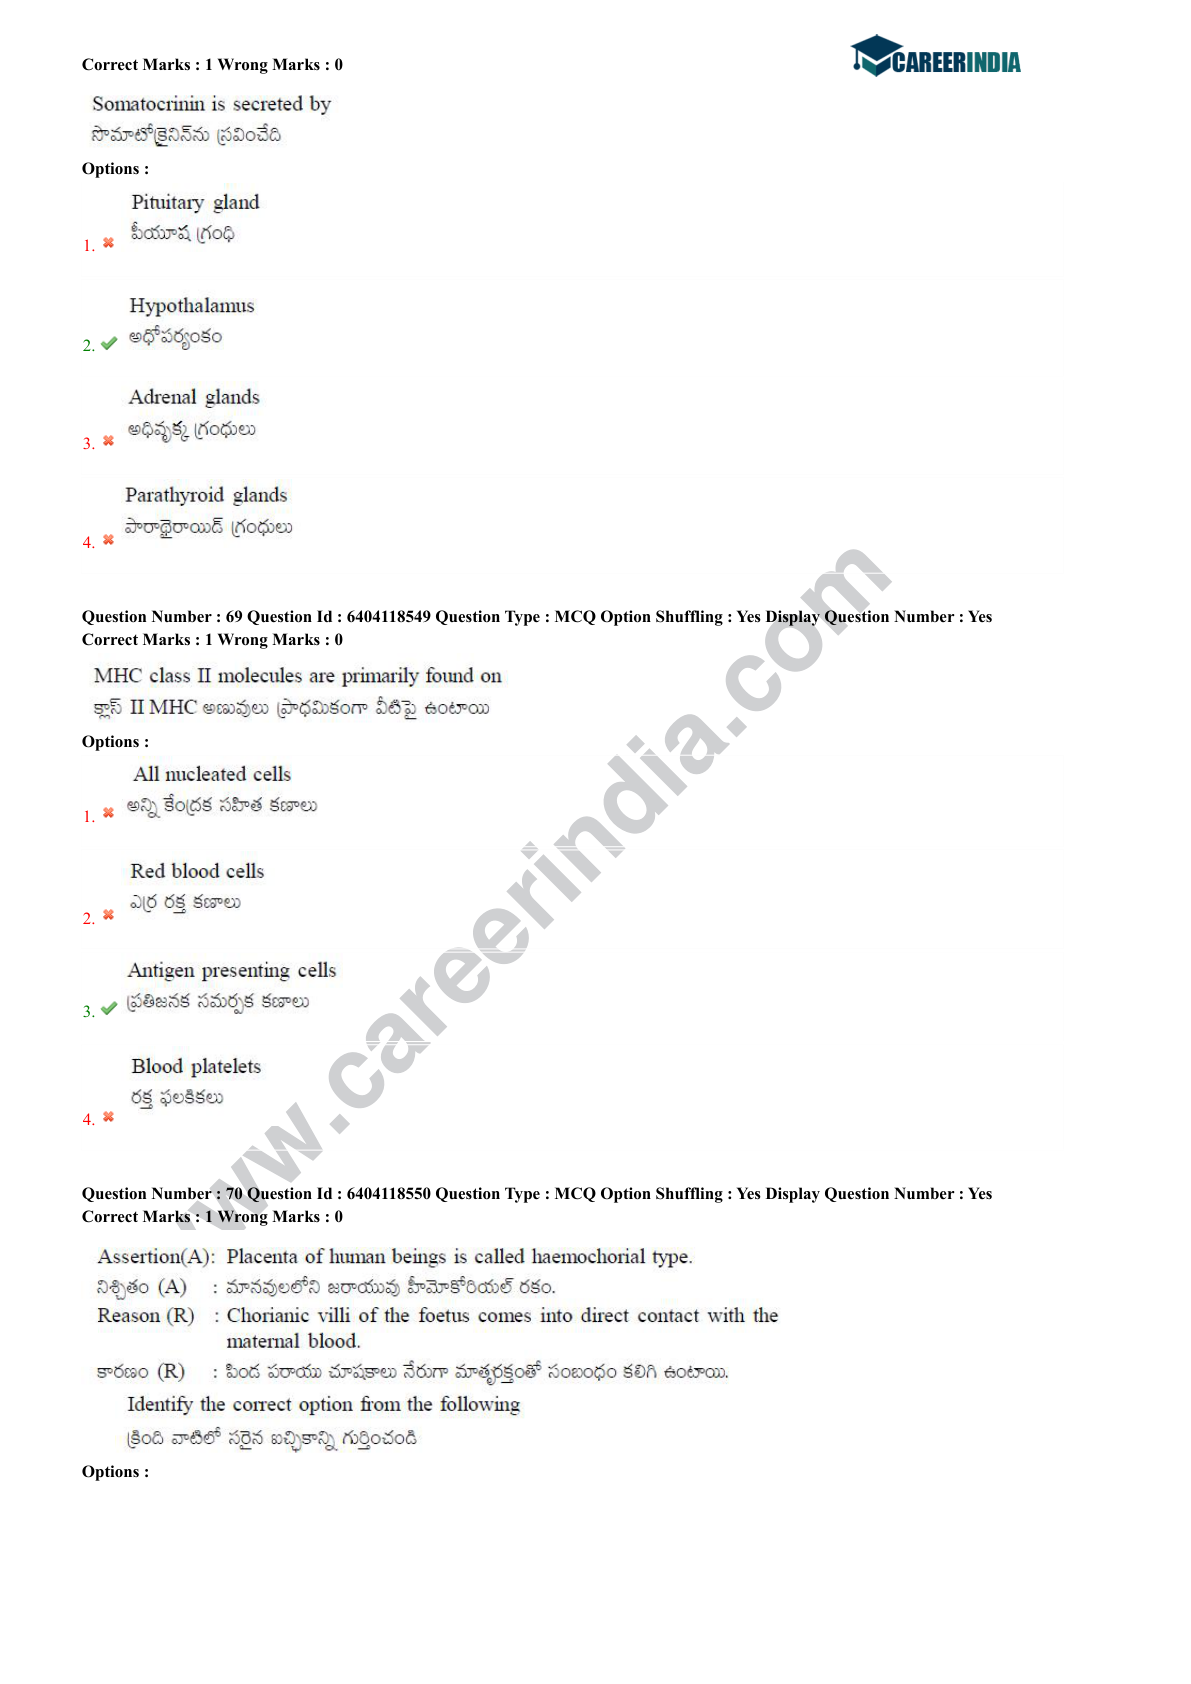 CAREERINDIA
Correct Marks : 1 Wrong Marks : 0
Somatocrinin is secreted by
సొమాటోక్రైనిన్‌ను స్రవించేది
Options :
Pituitary gland
పీయూష గ్రంధి
1.
Hypothalamus
అధోపర్యంకం
2.
Adrenal glands
అధివృక్క గ్రంధులు
3.
Parathyroid glands
పారాథైరాయిడ్ గ్రంధులు
4.
Question Number : 69 Question Id : 6404118549 Question Type : MCQ Option Shuffling : Yes Display Question Number : Yes
Correct Marks : 1 Wrong Marks : 0
MHC class II molecules are primarily found on
క్లాస్ II MHC అణువులు ప్రాధమికంగా వీటిపై ఉంటాయి
Options :
All nucleated cells
అన్ని కేంద్రక సహిత కణాలు
1.
Red blood cells
ఎర్ర రక్త కణాలు
2.
Antigen presenting cells
ప్రతిజనక సమర్పక కణాలు
3.
Blood platelets
రక్త ఫలకికలు
4.
Question Number : 70 Question Id : 6404118550 Question Type : MCQ Option Shuffling : Yes Display Question Number : Yes
Correct Marks : 1 Wrong Marks : 0
Assertion(A): Placenta of human beings is called haemochorial type.
నిశ్చితం (A) : మానవులలోని జరాయువు హీమోకోరియల్ రకం.
Reason (R) : Chorianic villi of the foetus comes into direct contact with the
maternal blood.
కారణం (R) : పిండ పరాయు చూషకాలు నేరుగా మాతృరక్తంతో సంబంధం కలిగి ఉంటాయి.
Identify the correct option from the following
క్రింది వాటిలో సరైన ఐచ్ఛికాన్ని గుర్తించండి
Options :
www.careerindia.com